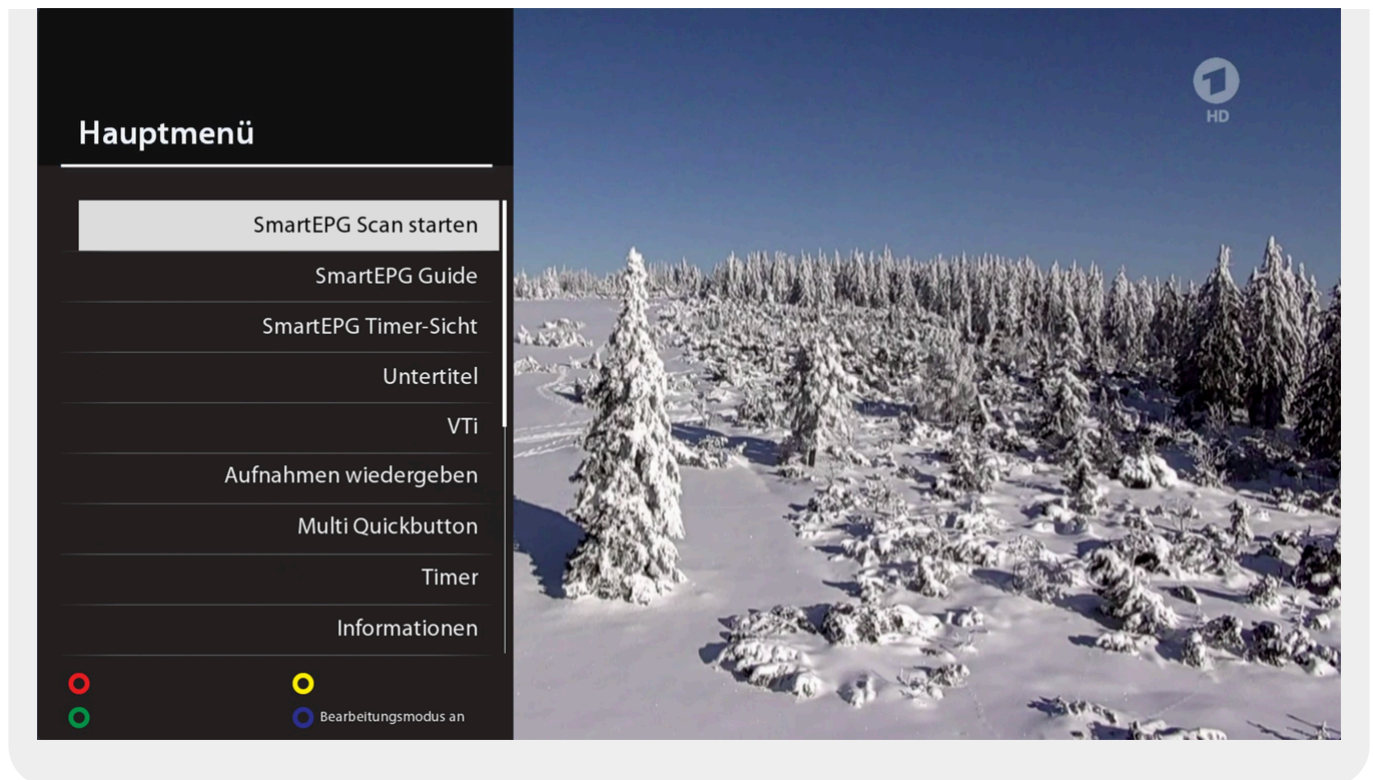 Hauptmenü
HD
SmartEPG Scan starten
SmartEPG Guide
SmartEPG Timer-Sicht
Untertitel
VTi
Aufnahmen wiedergeben
Multi Quickbutton
Timer
Informationen
Bearbeitungsmodus an